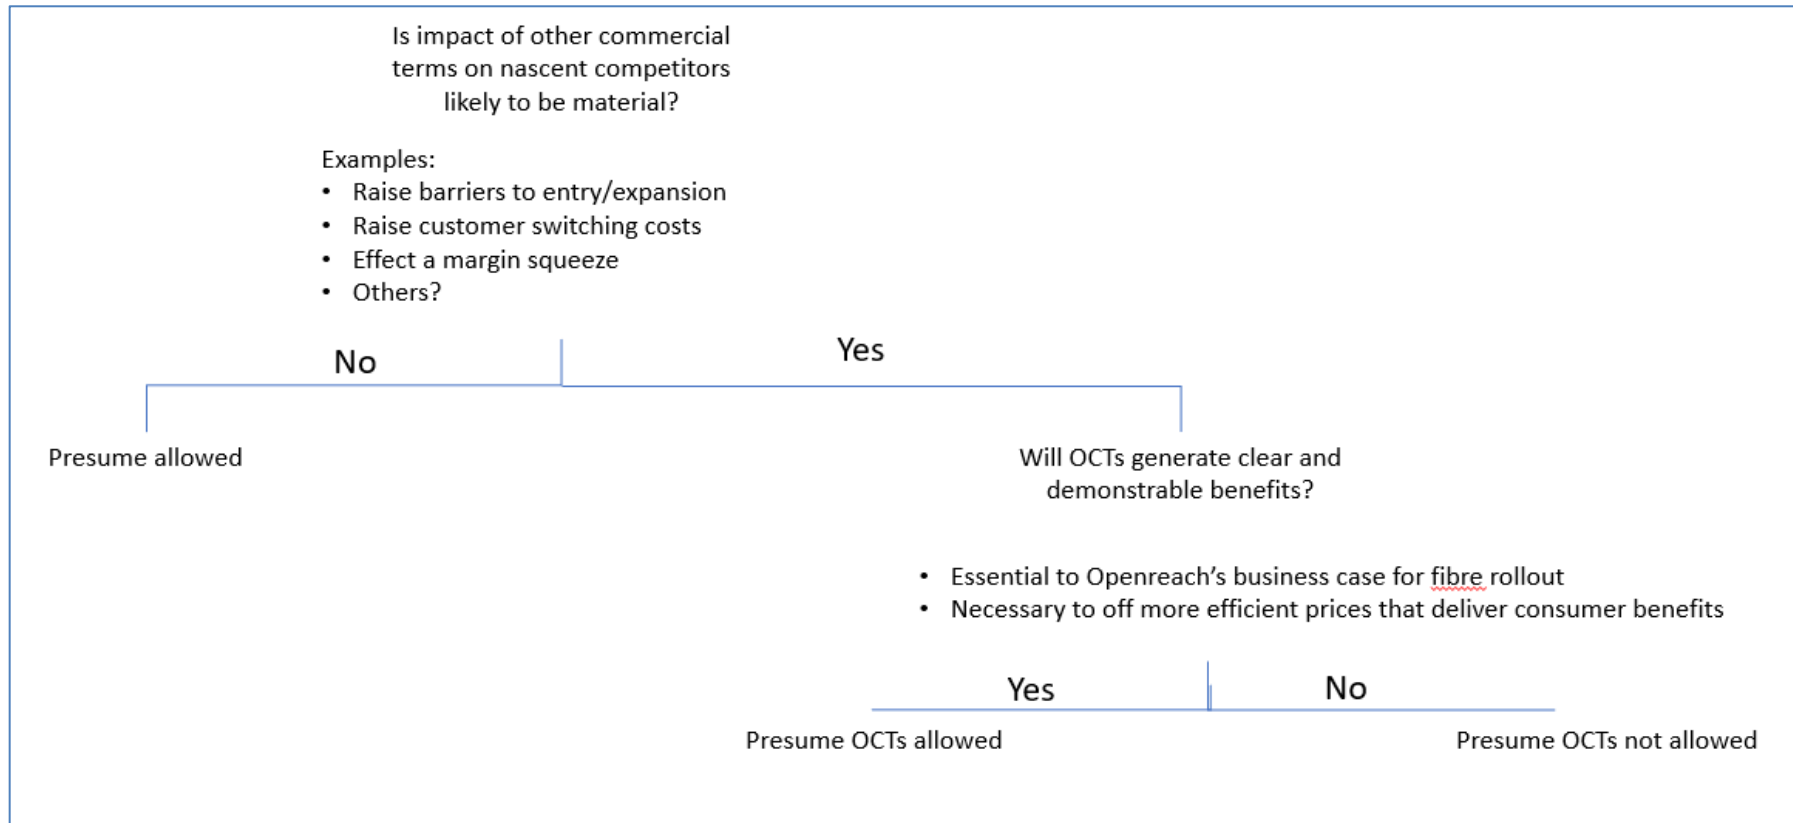 Is impact of other commercial
terms on nascent competitors
likely to be material?
Examples:
• Raise barriers to entry/expansion
• Raise customer switching costs
• Effect a margin squeeze
• Others?
No
Yes
Presume allowed
Will OCTs generate clear and
demonstrable benefits?
• Essential to Openreach’s business case for fibre rollout
• Necessary to off more efficient prices that deliver consumer benefits
Yes
No
Presume OCTs allowed
Presume OCTs not allowed